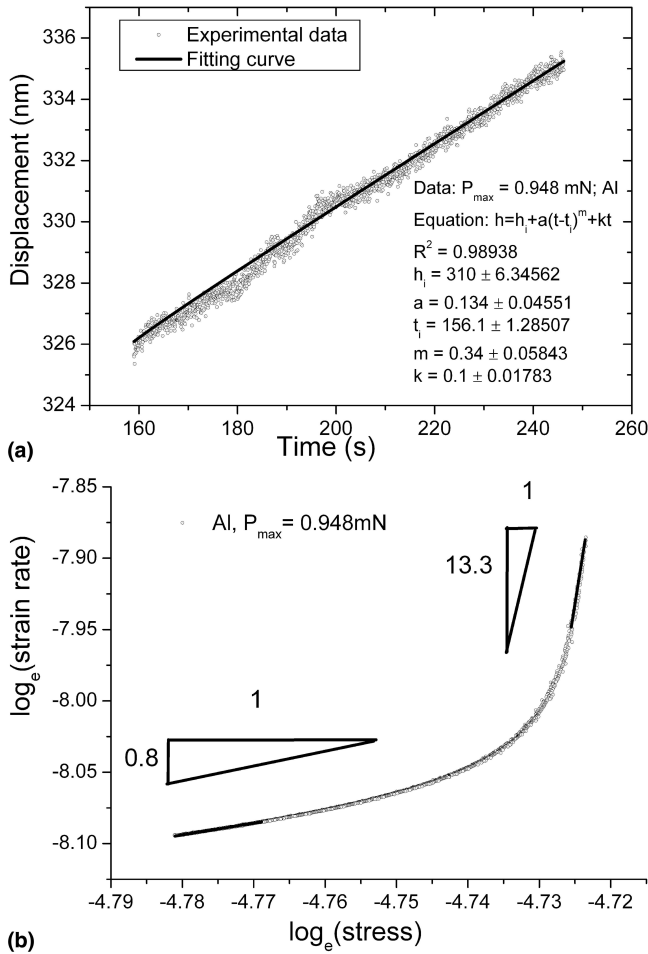 336
334
332
330
328
326
324
Displacement (nm)
Experimental data
Fitting curve
Data: P_max = 0.948 mN; Al
Equation: h=h_i+a(t-t_i)^m+kt
R^2 = 0.98938
h_i = 310 ± 6.34562
a = 0.134 ± 0.04551
t_i = 156.1 ± 1.28507
m = 0.34 ± 0.05843
k = 0.1 ± 0.01783
160 180 200 220 240 260
Time (s)
(a)
-7.85
-7.90
-7.95
-8.00
-8.05
-8.10
log_e(strain rate)
Al, P_max = 0.948mN
1
13.3
1
0.8
-4.79 -4.78 -4.77 -4.76 -4.75 -4.74 -4.73 -4.72
log_e(stress)
(b)